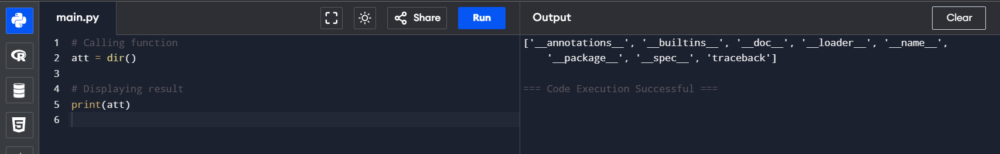 main.py
Share
Run
Output
Clear
1 # Calling function
2 att = dir()
3
4 # Displaying result
5 print(att)
6
['__annotations__', '__builtins__', '__doc__', '__loader__', '__name__',
'__package__', '__spec__', 'traceback']
=== Code Execution Successful ===